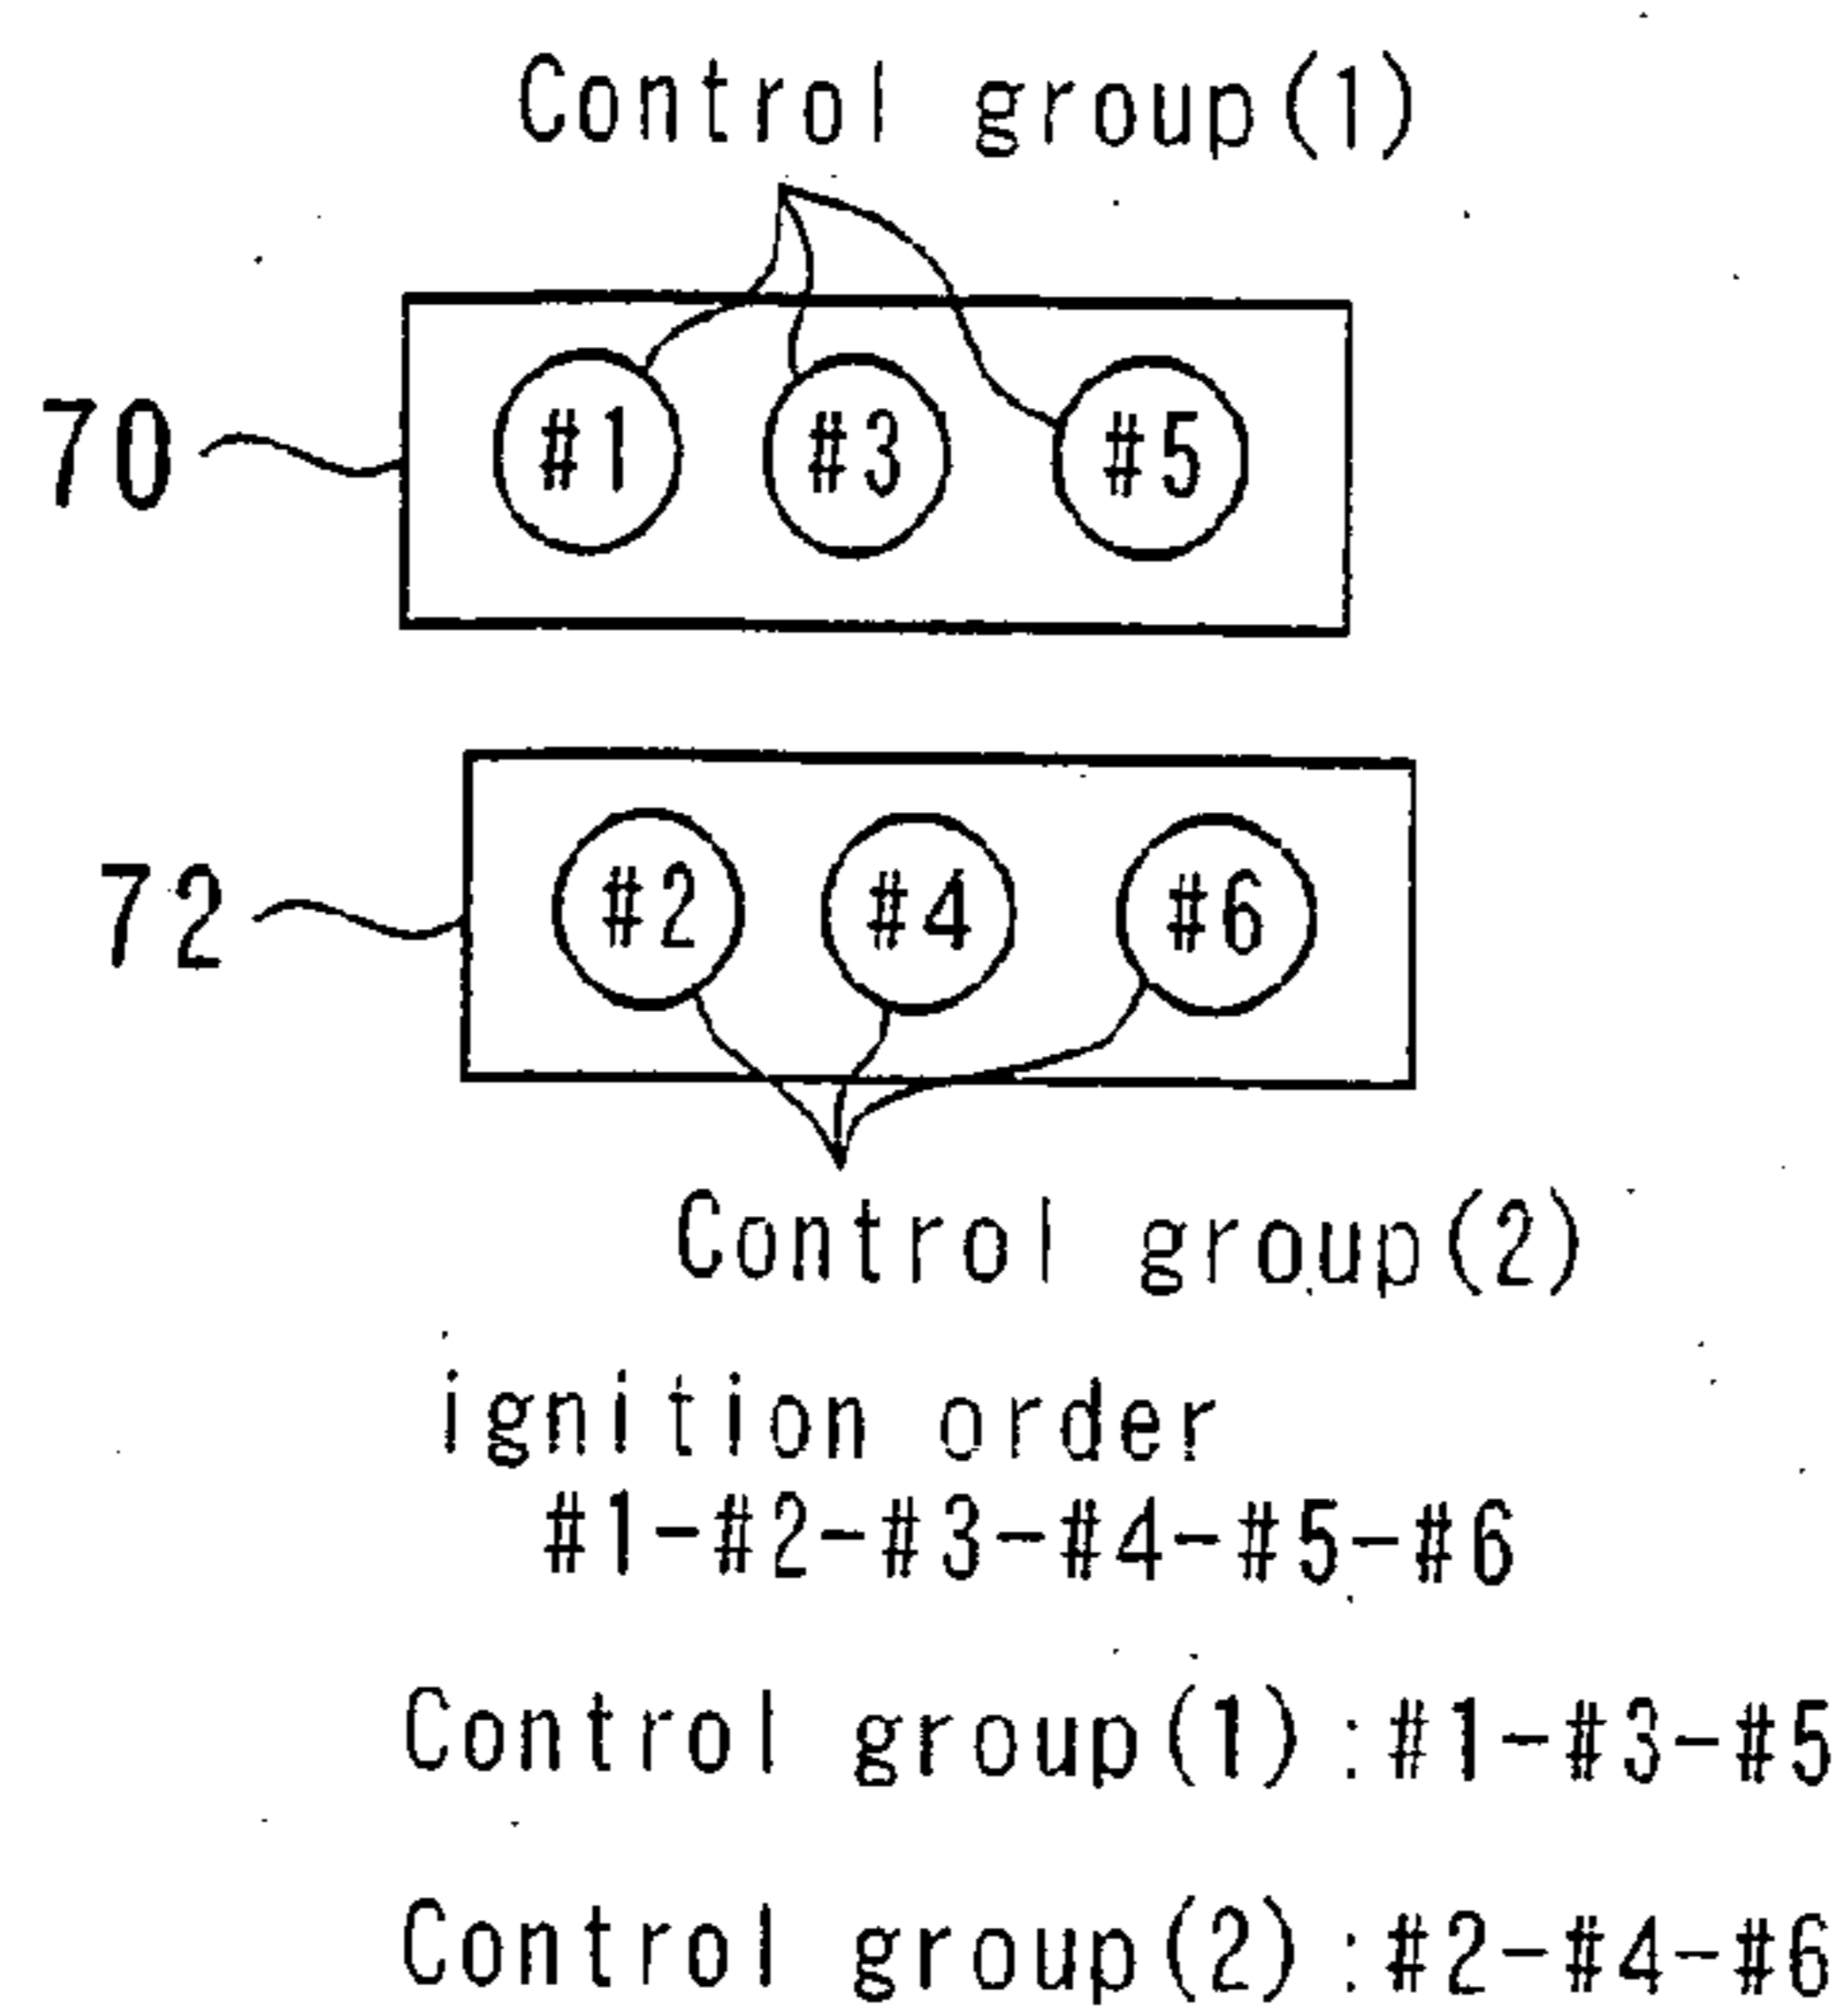 Control group(1)
70
#1 #3 #5
72
#2 #4 #6
Control group(2)
ignition order
#1-#2-#3-#4-#5-#6
Control group(1):#1-#3-#5
Control group(2):#2-#4-#6